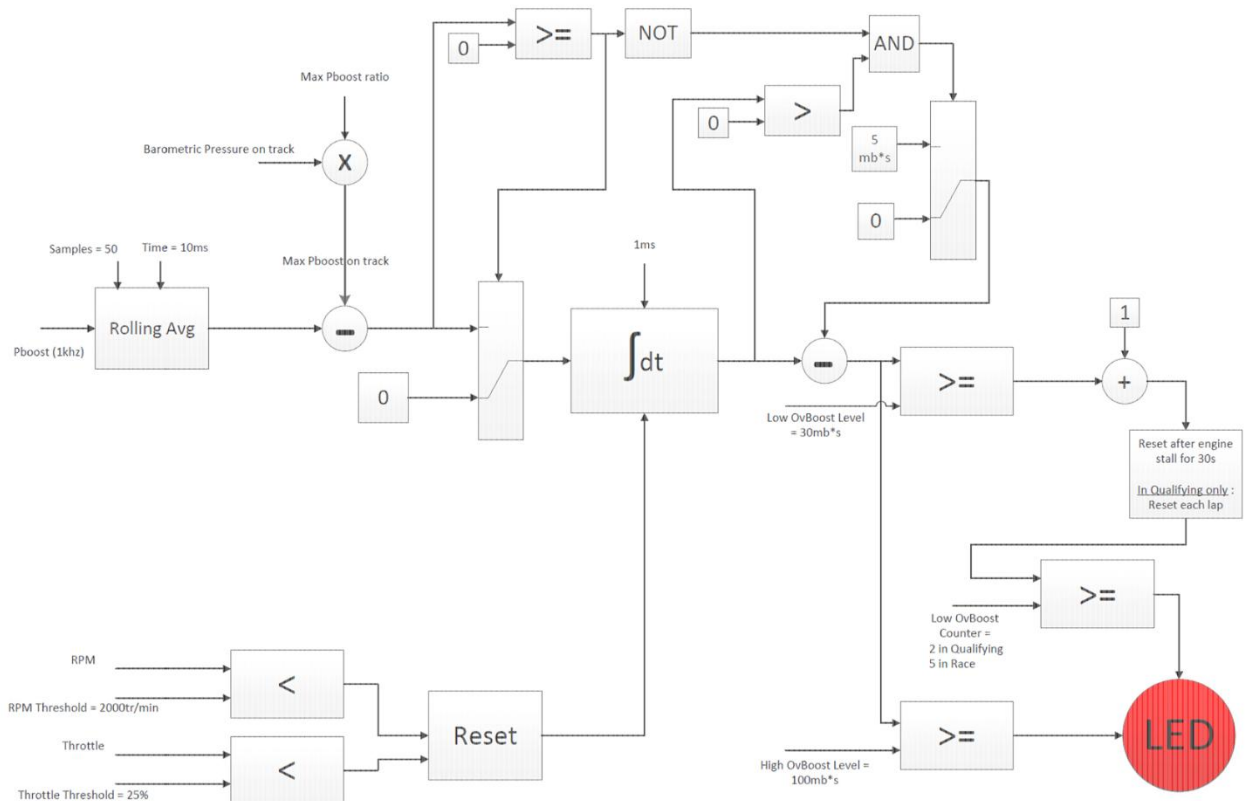 >=
NOT
AND
0
Max Pboost ratio
>
0
Barometric Pressure on track
X
5
mb*s
0
Samples = 50
Time = 10ms
1ms
Max Pboost on track
Rolling Avg
-
Pboost (1khz)
∫dt
-
1
0
>=
+
Low OvBoost Level
= 30mb*s
Reset after engine
stall for 30s
In Qualifying only :
Reset each lap
>=
Low OvBoost
Counter =
2 in Qualifying
5 in Race
RPM
<
RPM Threshold = 2000tr/min
Reset
>=
LED
Throttle
<
High OvBoost Level =
100mb*s
Throttle Threshold = 25%